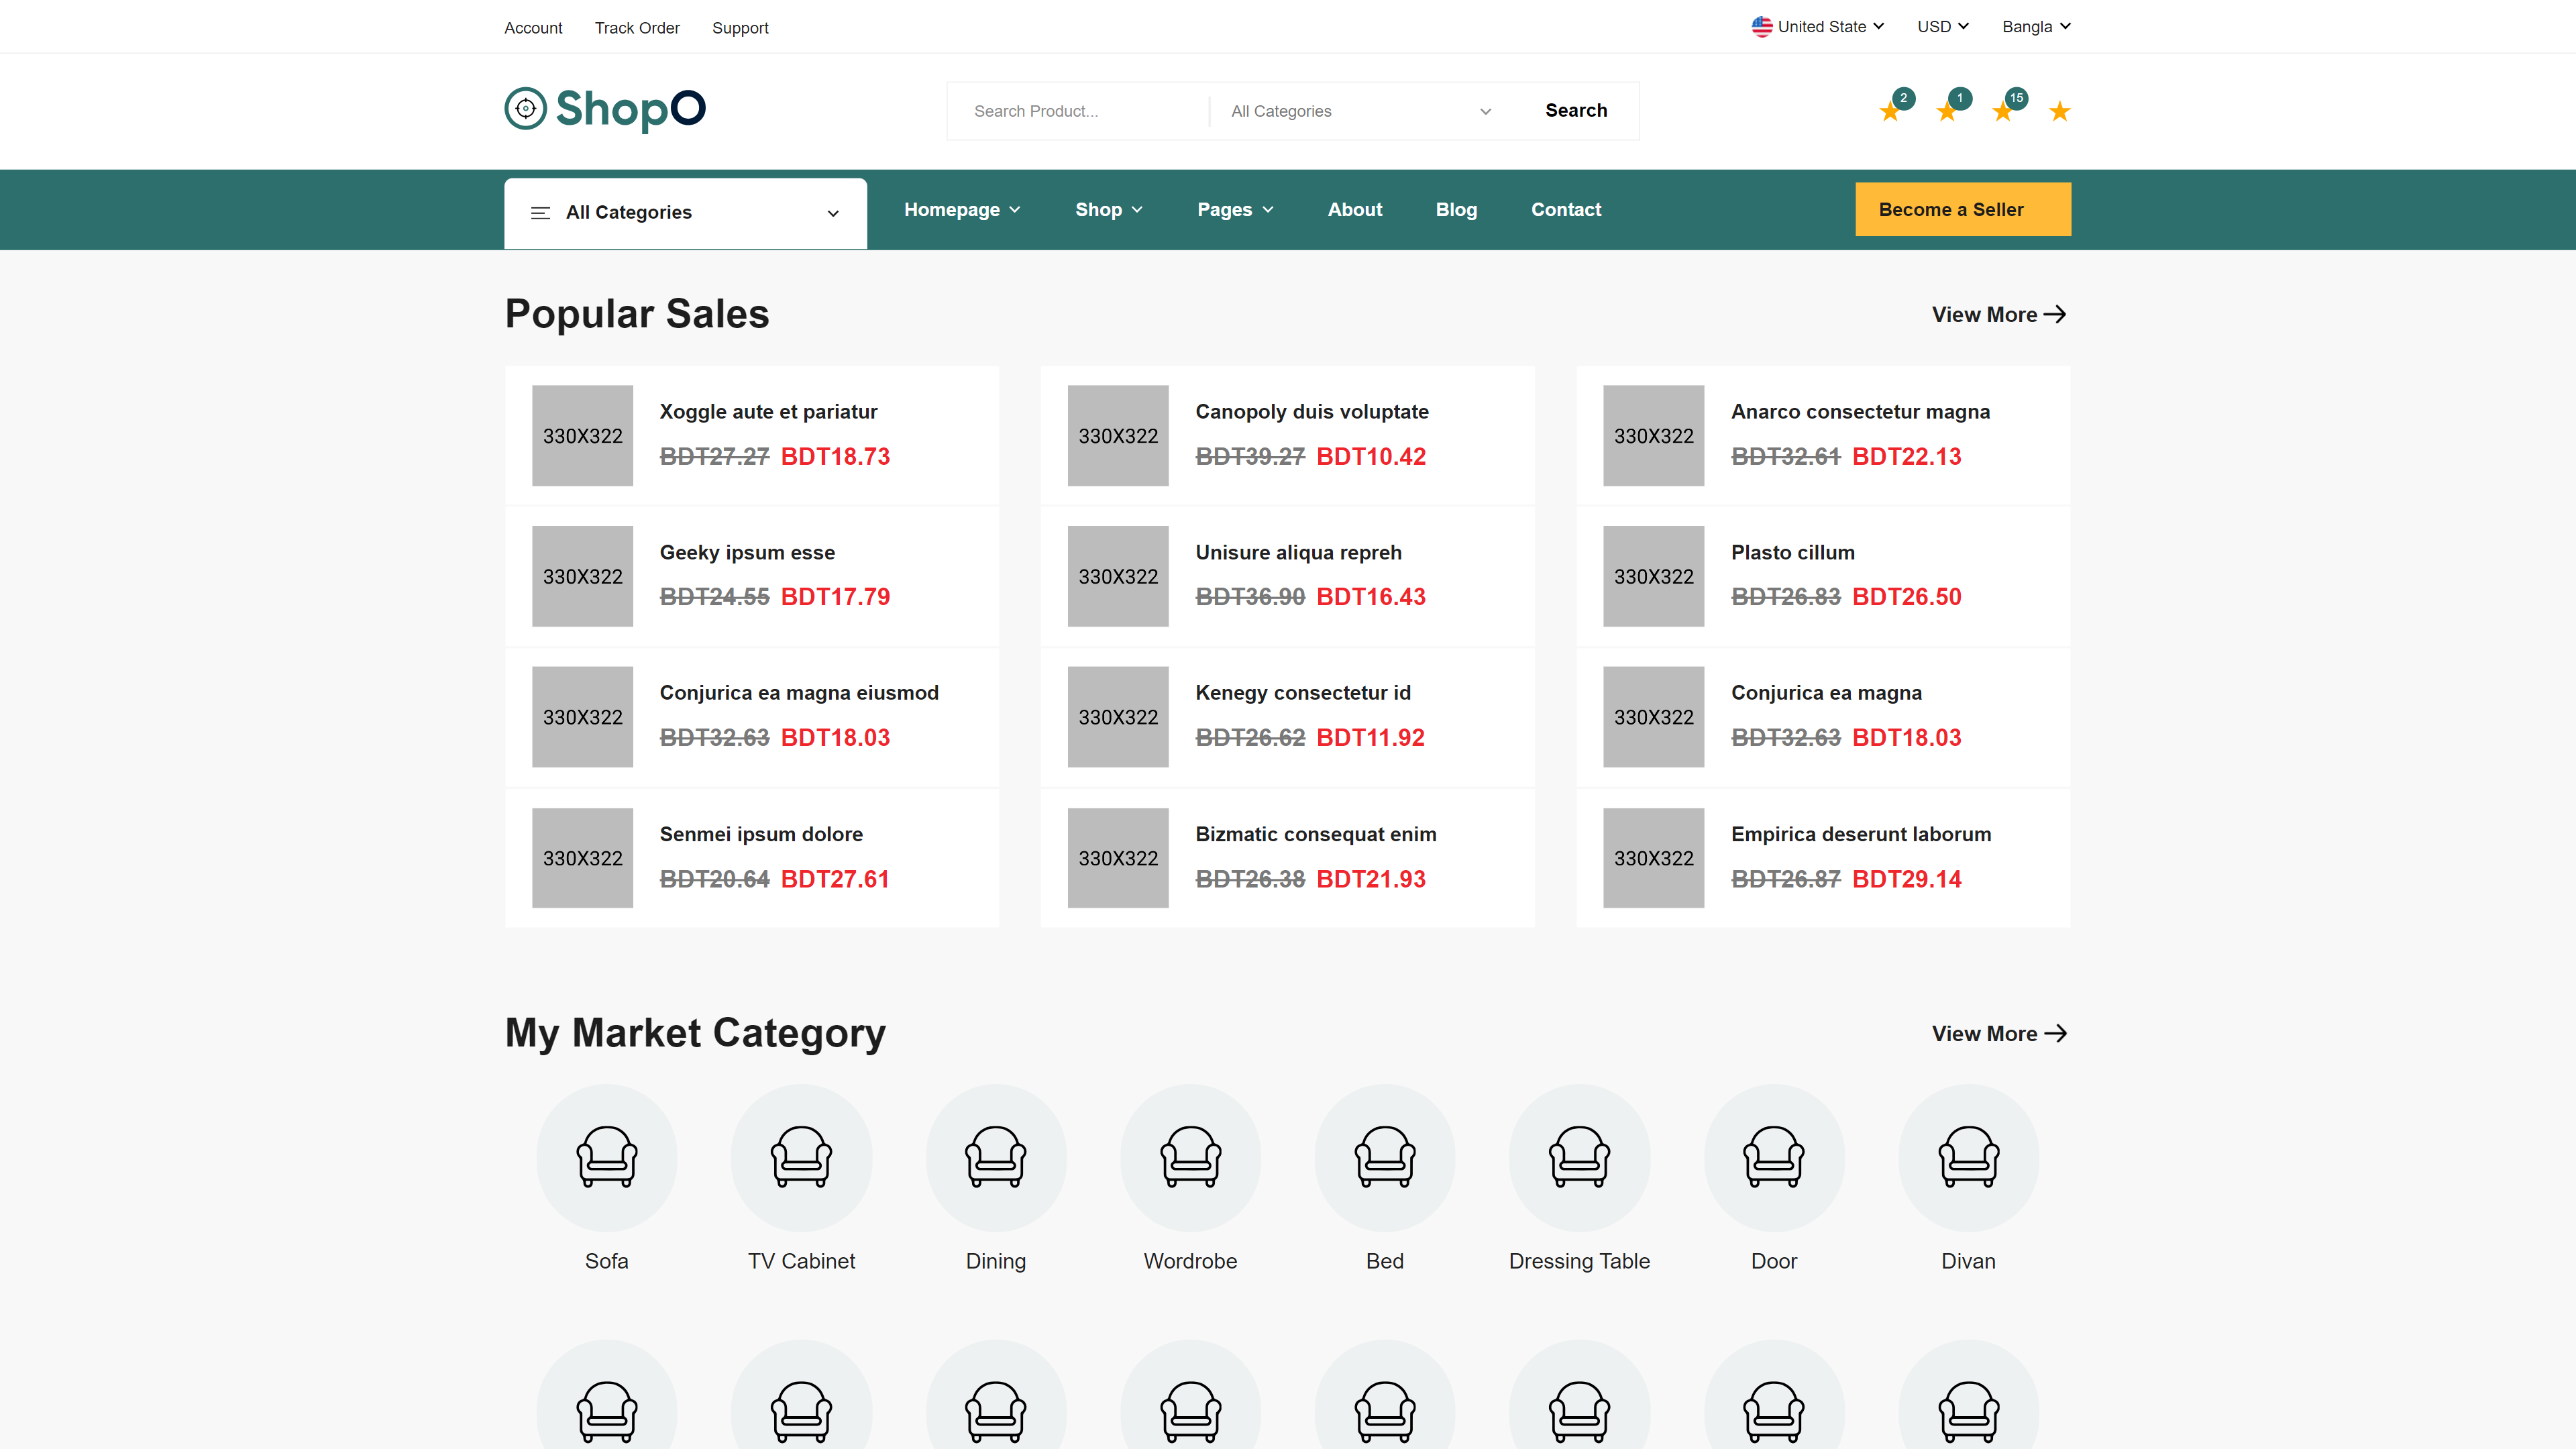 Account Track Order Support United State USD Bangla
ShopO Search Product... All Categories Search 2 1 15
All Categories Homepage Shop Pages About Blog Contact Become a Seller
Popular Sales View More
330X322 Xoggle aute et pariatur
BDT27.27 BDT18.73
330X322 Canopoly duis voluptate
BDT39.27 BDT10.42
330X322 Anarco consectetur magna
BDT32.61 BDT22.13
330X322 Geeky ipsum esse
BDT24.55 BDT17.79
330X322 Unisure aliqua repreh
BDT36.90 BDT16.43
330X322 Plasto cillum
BDT26.83 BDT26.50
330X322 Conjurica ea magna eiusmod
BDT32.63 BDT18.03
330X322 Kenegy consectetur id
BDT26.62 BDT11.92
330X322 Conjurica ea magna
BDT32.63 BDT18.03
330X322 Senmei ipsum dolore
BDT20.64 BDT27.61
330X322 Bizmatic consequat enim
BDT26.38 BDT21.93
330X322 Empirica deserunt laborum
BDT26.87 BDT29.14
My Market Category View More
Sofa TV Cabinet Dining Wordrobe Bed Dressing Table Door Divan